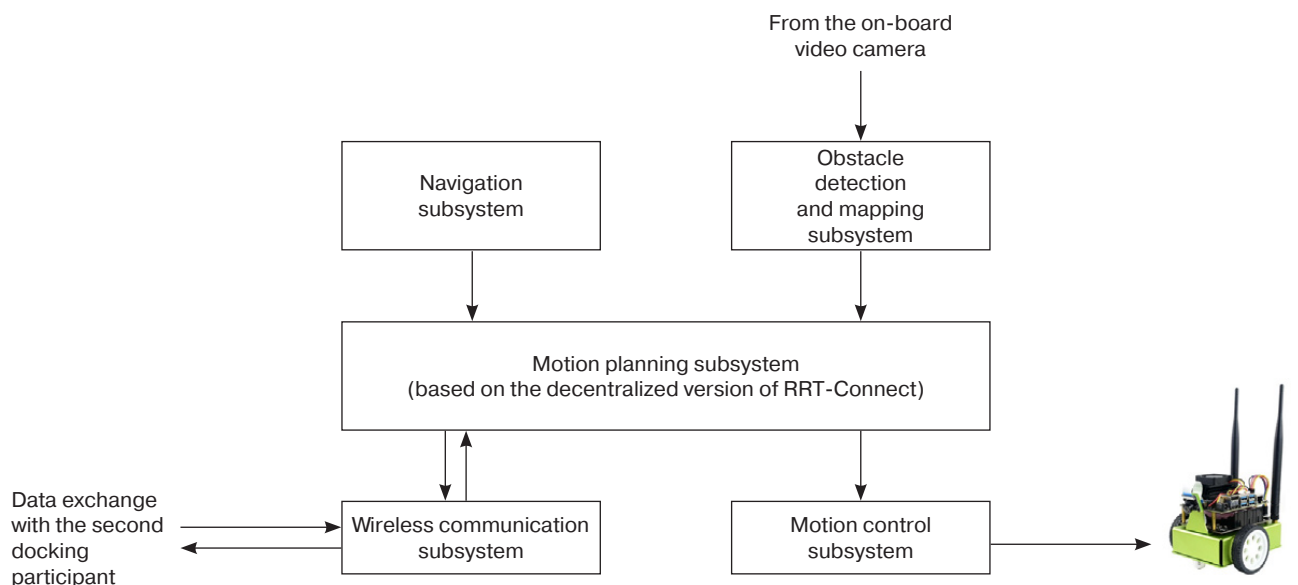 From the on-board
video camera
Navigation
subsystem
Obstacle
detection
and mapping
subsystem
Motion planning subsystem
(based on the decentralized version of RRT-Connect)
Data exchange
with the second
docking
participant
Wireless communication
subsystem
Motion control
subsystem